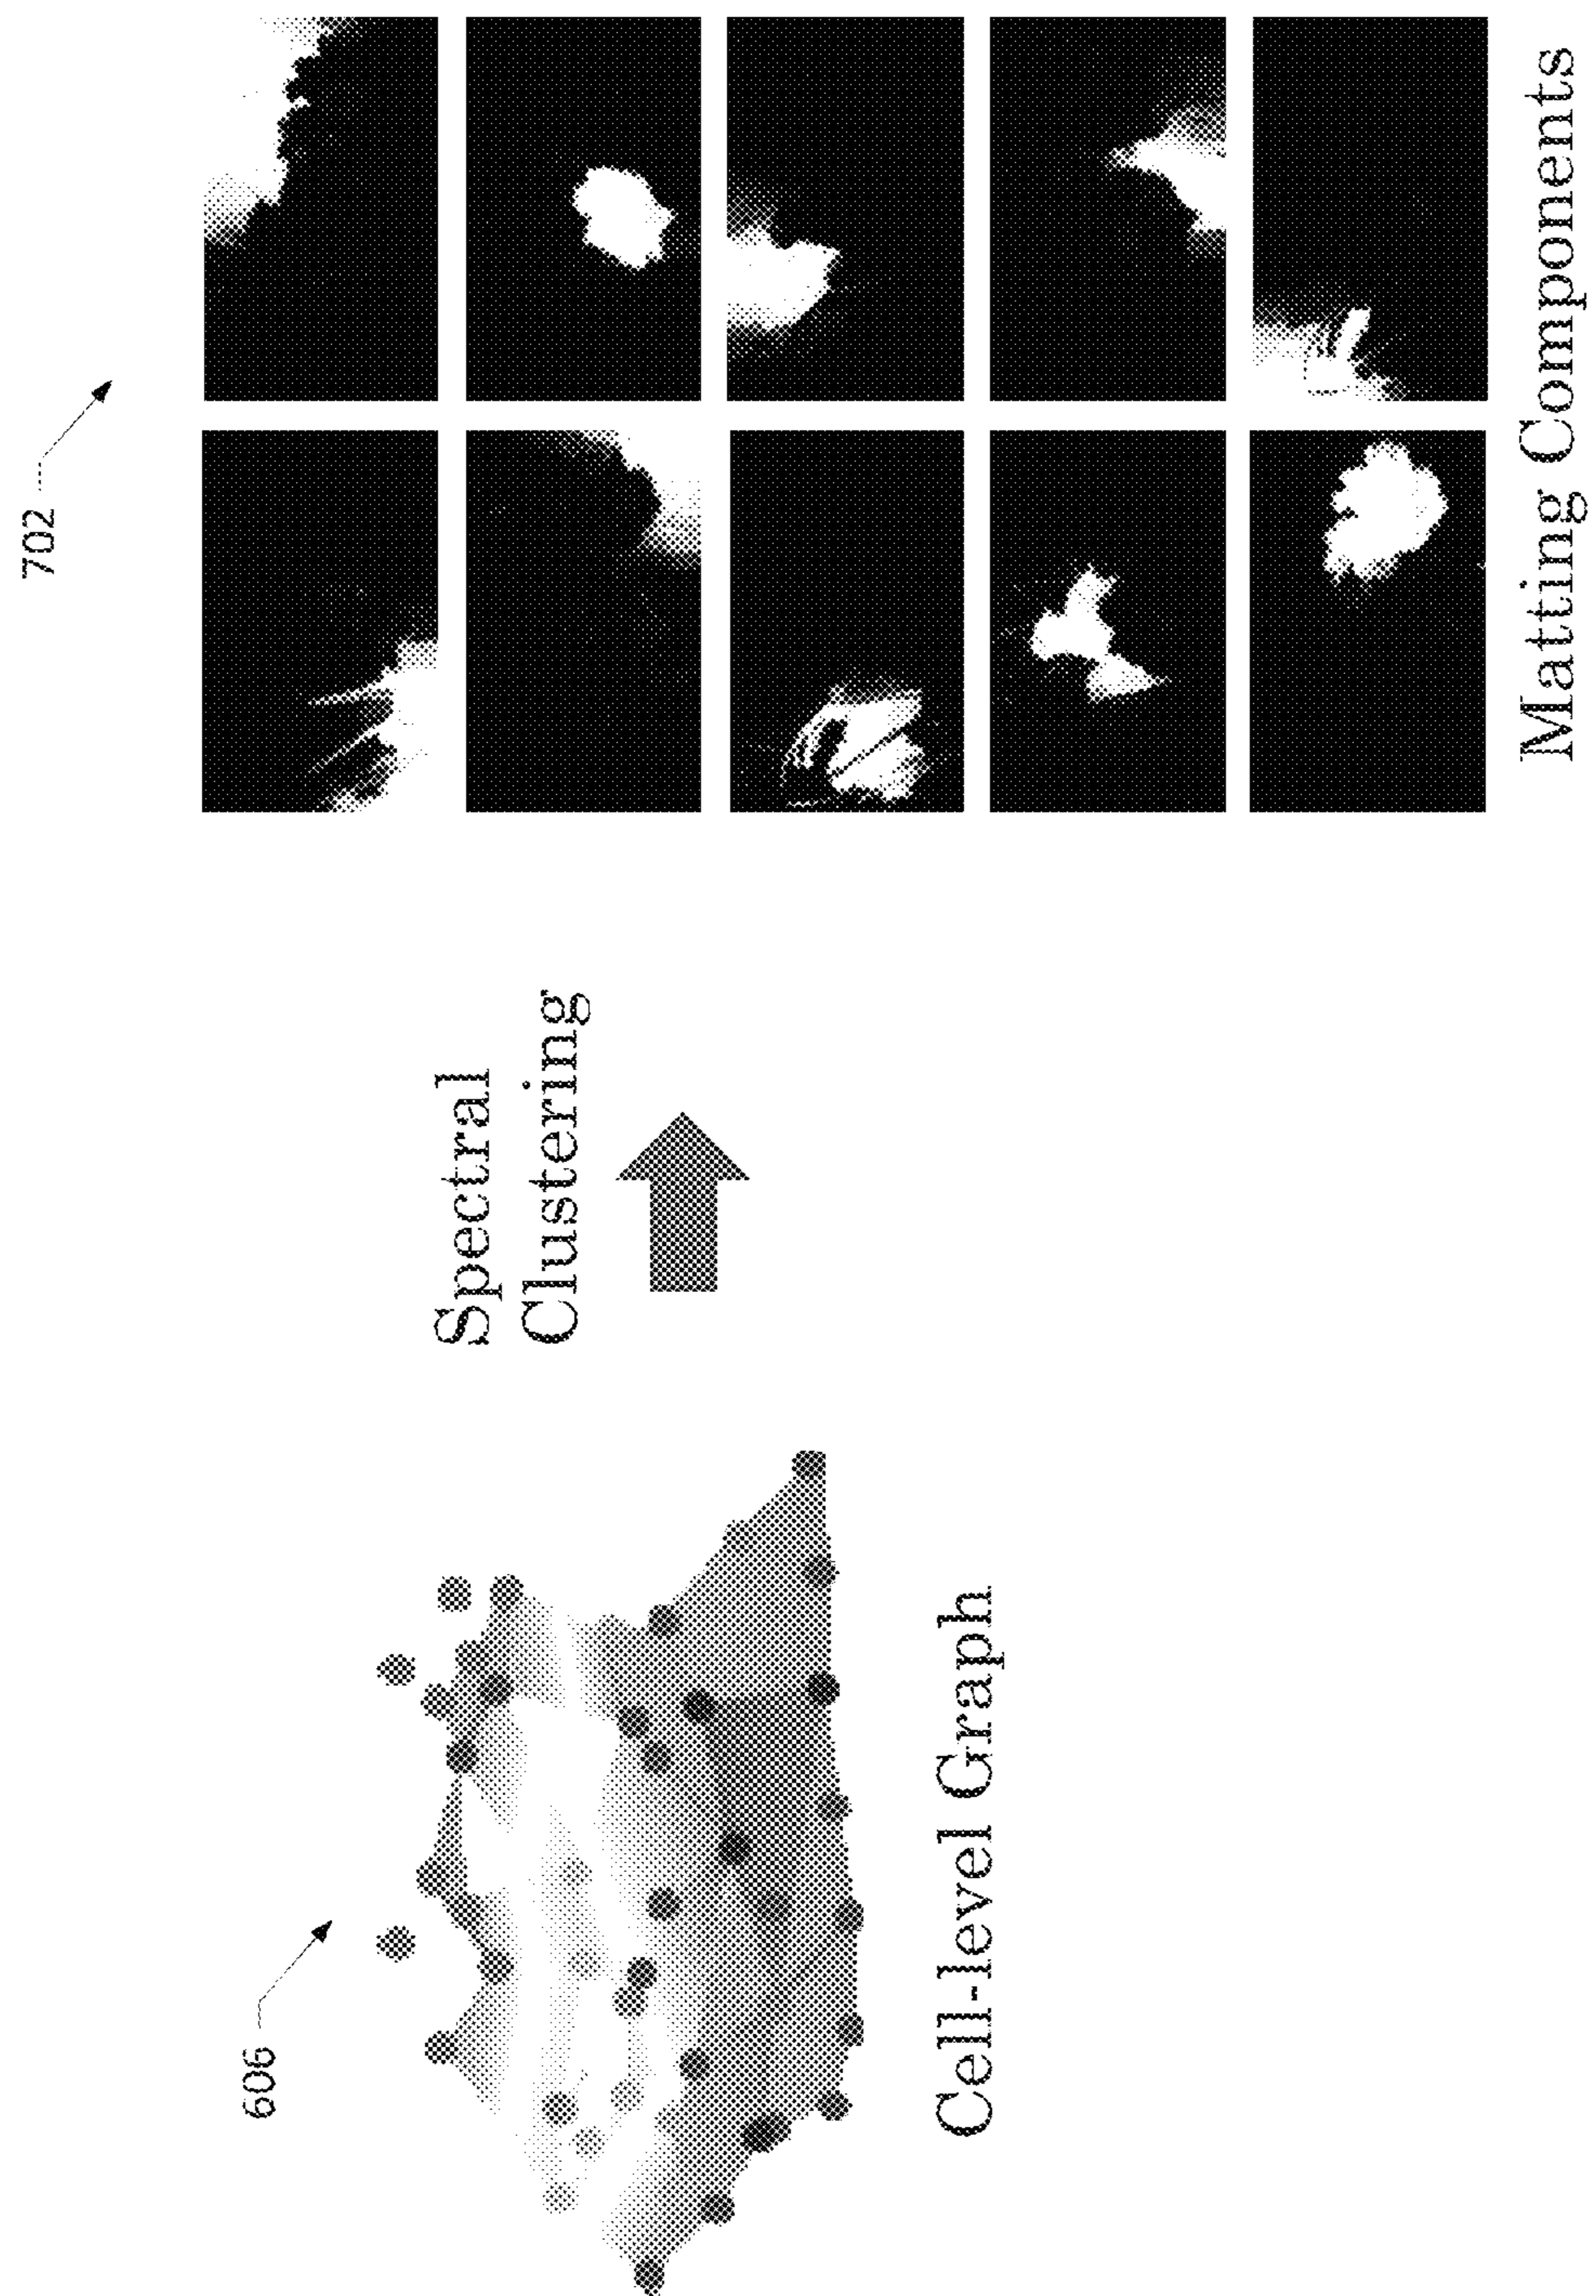 606
Cell-level Graph
Spectral
Clustering
702
Matting Components